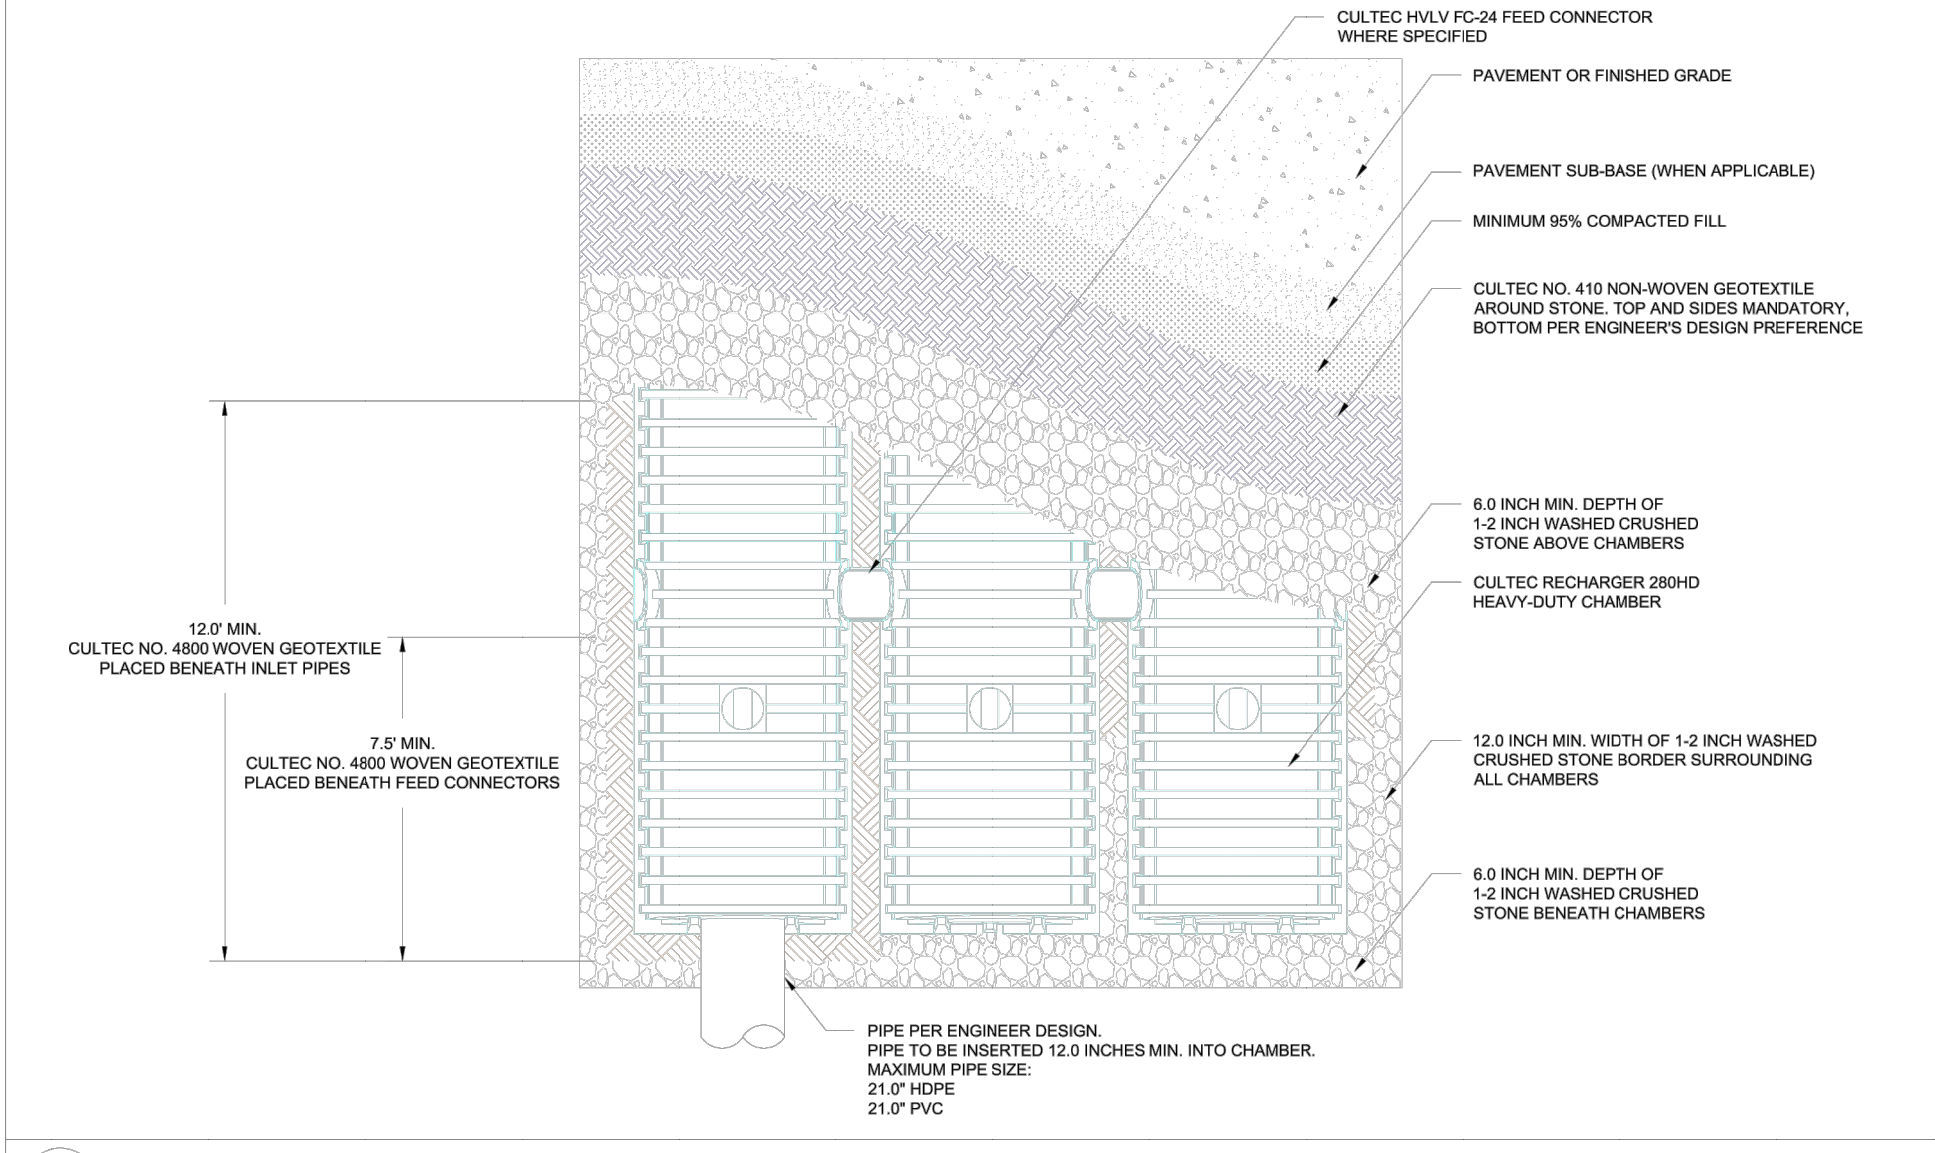 CULTEC HVLV FC-24 FEED CONNECTOR
WHERE SPECIFIED
PAVEMENT OR FINISHED GRADE
PAVEMENT SUB-BASE (WHEN APPLICABLE)
MINIMUM 95% COMPACTED FILL
CULTEC NO. 410 NON-WOVEN GEOTEXTILE
AROUND STONE. TOP AND SIDES MANDATORY,
BOTTOM PER ENGINEER'S DESIGN PREFERENCE
6.0 INCH MIN. DEPTH OF
1-2 INCH WASHED CRUSHED
STONE ABOVE CHAMBERS
CULTEC RECHARGER 280HD
HEAVY-DUTY CHAMBER
12.0' MIN.
CULTEC NO. 4800 WOVEN GEOTEXTILE
PLACED BENEATH INLET PIPES
7.5' MIN.
CULTEC NO. 4800 WOVEN GEOTEXTILE
PLACED BENEATH FEED CONNECTORS
12.0 INCH MIN. WIDTH OF 1-2 INCH WASHED
CRUSHED STONE BORDER SURROUNDING
ALL CHAMBERS
6.0 INCH MIN. DEPTH OF
1-2 INCH WASHED CRUSHED
STONE BENEATH CHAMBERS
PIPE PER ENGINEER DESIGN.
PIPE TO BE INSERTED 12.0 INCHES MIN. INTO CHAMBER.
MAXIMUM PIPE SIZE:
21.0" HDPE
21.0" PVC